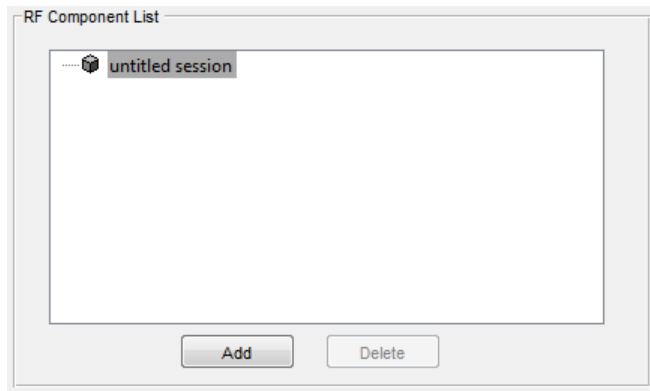 RF Component List
untitled session
Add
Delete